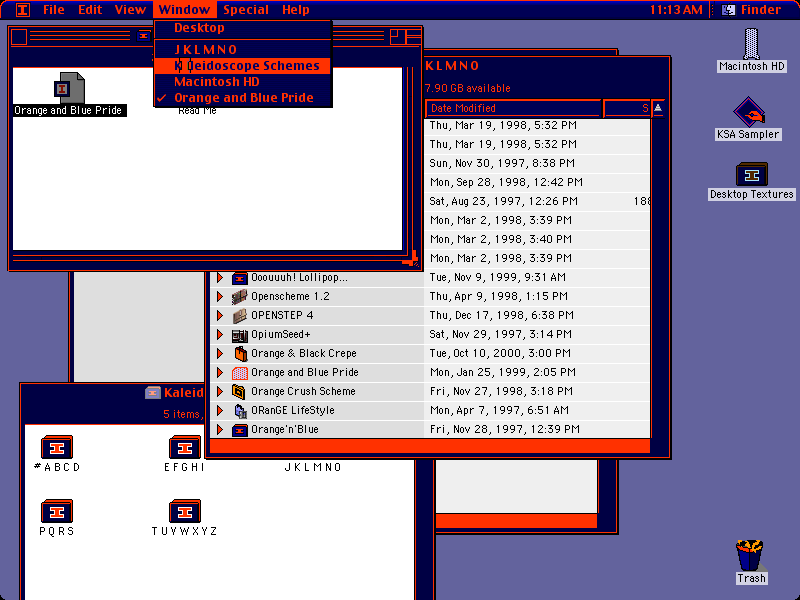 File Edit View Window Special Help 11:13 AM Finder
Desktop
JKLMNO
Kaleidoscope Schemes
Macintosh HD
Orange and Blue Pride
Orange and Blue Pride
Read Me
KLMNO
7.90 GB available
Date Modified S
Thu, Mar 19, 1998, 5:32 PM
Thu, Mar 19, 1998, 5:32 PM
Sun, Nov 30, 1997, 8:38 PM
Mon, Sep 28, 1998, 12:42 PM
Sat, Aug 23, 1997, 12:26 PM 188
Mon, Mar 2, 1998, 3:39 PM
Mon, Mar 2, 1998, 3:40 PM
Mon, Mar 2, 1998, 3:39 PM
Ooouuuh! Lollipop... Tue, Nov 9, 1999, 9:31 AM
Openscheme 1.2 Thu, Apr 9, 1998, 1:15 PM
OPENSTEP 4 Thu, Dec 17, 1998, 6:38 PM
OpiumSeed+ Sat, Nov 29, 1997, 3:14 PM
Orange & Black Crepe Tue, Oct 10, 2000, 3:00 PM
Orange and Blue Pride Mon, Jan 25, 1999, 2:05 PM
Orange Crush Scheme Fri, Nov 27, 1998, 3:18 PM
ORanGE LifeStyle Mon, Apr 7, 1997, 6:51 AM
Orange'n'Blue Fri, Nov 28, 1997, 12:39 PM
Kaleid
5 items,
#ABCD EFGHI JKLMNO
PQRS TUVWXYZ
Macintosh HD
KSA Sampler
Desktop Textures
Trash